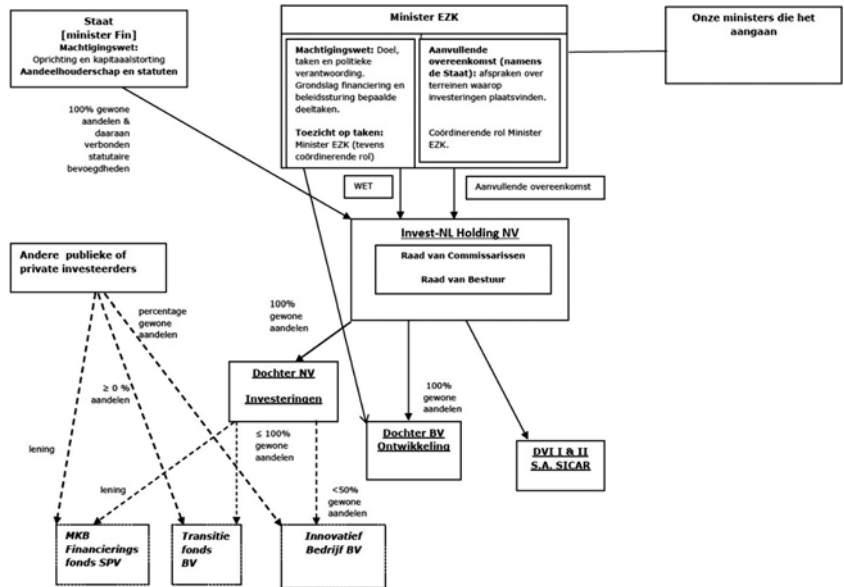 Staat
[minister Fin]
Machtigingswet:
Oprichting en kapitaaalstorting
Aandeelhouderschap en statuten
Minister EZK
Machtigingswet: Doel,
taken en politieke
verantwoording.
Grondslag financiering en
beleidssturing bepaalde
deeltaken.
Toezicht op taken:
Minister EZK (tevens
coördinerende rol)
Aanvullende
overeenkomst (namens
de Staat): afspraken over
terreinen waarop
investeringen plaatsvinden.
Coördinerende rol Minister
EZK.
Onze ministers die het
aangaan
100% gewone
aandelen &
daaraan
verbonden
statutaire
bevoegdheden
WET
Aanvullende overeenkomst
Invest-NL Holding NV
Raad van Commissarissen
Raad van Bestuur
Andere publieke of
private investeerders
percentage
gewone
aandelen
100%
gewone
aandelen
≥ 0 %
aandelen
Dochter NV
Investeringen
100%
gewone
aandelen
lening
≤ 100%
gewone
aandelen
Dochter BV
Ontwikkeling
DVI I & II
S.A. SICAR
lening
<50%
gewone
aandelen
MKB
Financierings
fonds SPV
Transitie
fonds
BV
Innovatief
Bedrijf BV